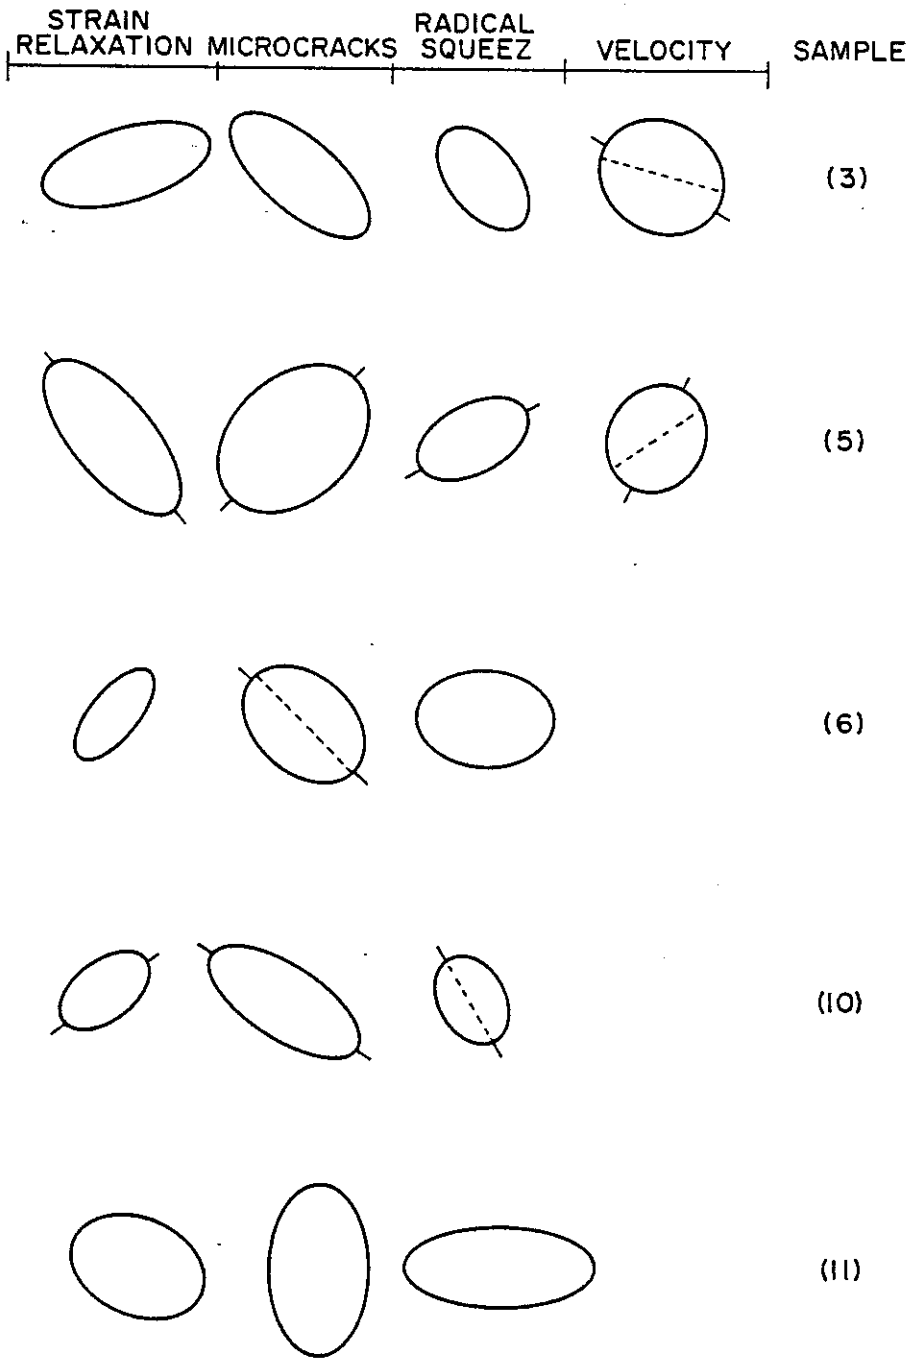 STRAIN
RELAXATION
MICROCRACKS
RADICAL
SQUEEZ
VELOCITY
SAMPLE
(3)
(5)
(6)
(10)
(11)